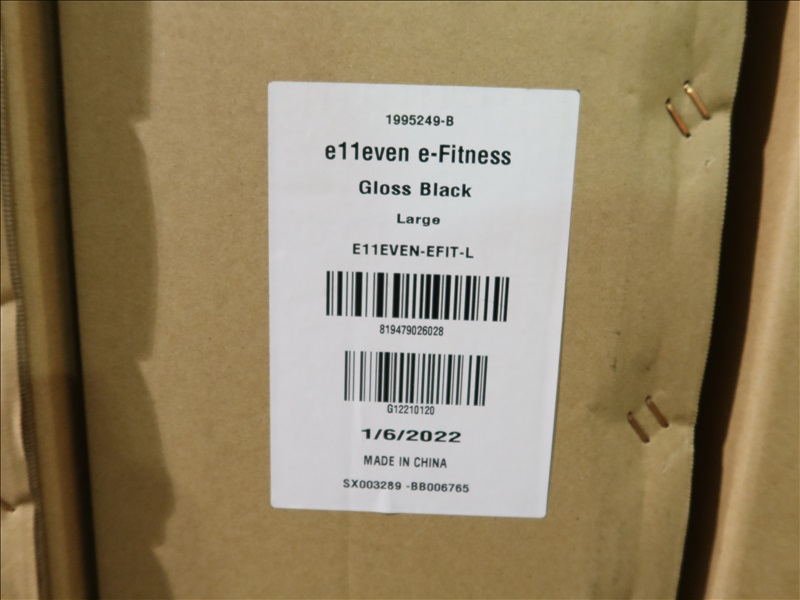 1995249-B
e11even e-Fitness
Gloss Black
Large
E11EVEN-EFIT-L
819479026028
G12210120
1/6/2022
MADE IN CHINA
SX003289 -BB006765